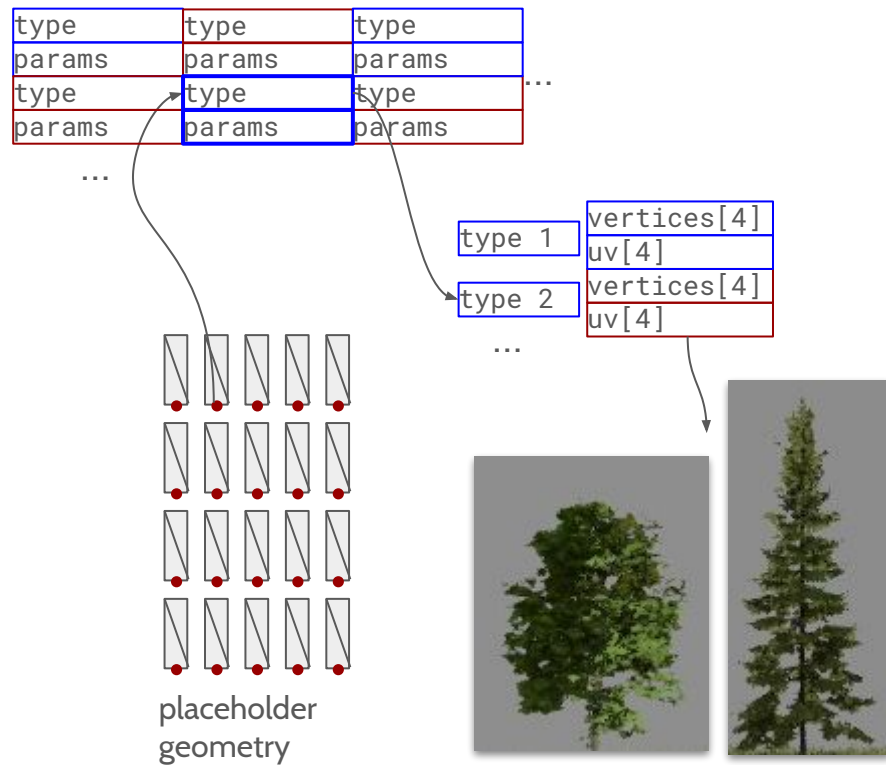 type type type
params params params
type type type ...
params params params
...
vertices[4]
type 1
uv[4]
vertices[4]
type 2
uv[4]
...
placeholder
geometry